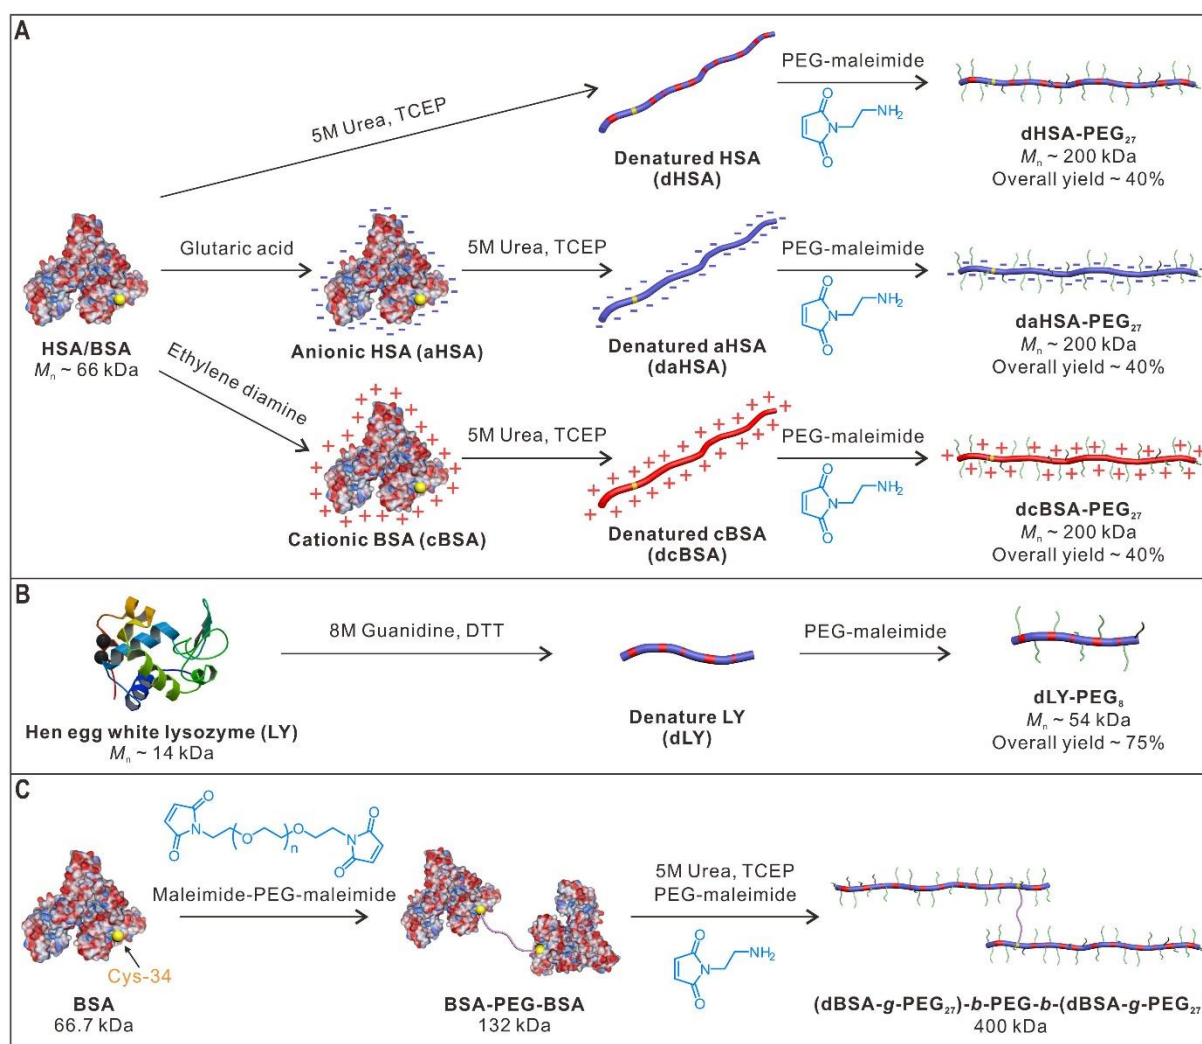 A
5M Urea, TCEP
Denatured HSA
(dHSA)
PEG-maleimide
O
N
NH₂
O
dHSA-PEG₂₇
Mₙ ~ 200 kDa
Overall yield ~ 40%
HSA/BSA
Mₙ ~ 66 kDa
Glutaric acid
Anionic HSA (aHSA)
5M Urea, TCEP
Denatured aHSA
(daHSA)
PEG-maleimide
O
N
NH₂
O
daHSA-PEG₂₇
Mₙ ~ 200 kDa
Overall yield ~ 40%
Ethylene diamine
Cationic BSA (cBSA)
5M Urea, TCEP
Denatured cBSA
(dcBSA)
PEG-maleimide
O
N
NH₂
O
dcBSA-PEG₂₇
Mₙ ~ 200 kDa
Overall yield ~ 40%
B
Hen egg white lysozyme (LY)
Mₙ ~ 14 kDa
8M Guanidine, DTT
Denature LY
(dLY)
PEG-maleimide
dLY-PEG₈
Mₙ ~ 54 kDa
Overall yield ~ 75%
C
Cys-34
BSA
66.7 kDa
O
N
O
O
n
O
N
O
O
Maleimide-PEG-maleimide
BSA-PEG-BSA
132 kDa
5M Urea, TCEP
PEG-maleimide
O
N
NH₂
O
(dBSA-g-PEG₂₇)-b-PEG-b-(dBSA-g-PEG₂₇
400 kDa